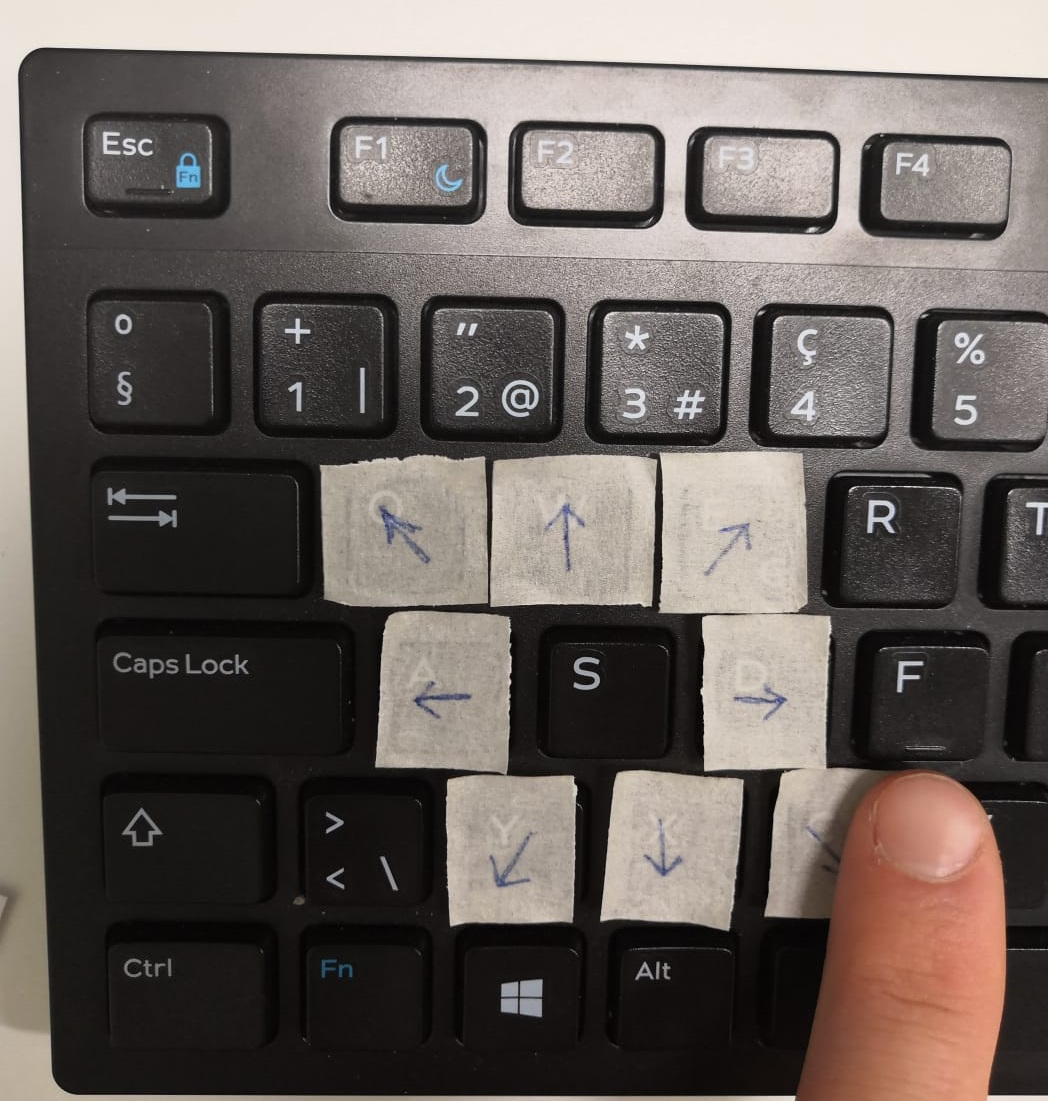 Esc Fn F1 F2 F3 F4
° + " * ç %
§ 1 | 2 @ 3 # 4 5
Q W E R T
€
Caps Lock A S D F
> Y X
< \
Ctrl Fn Alt